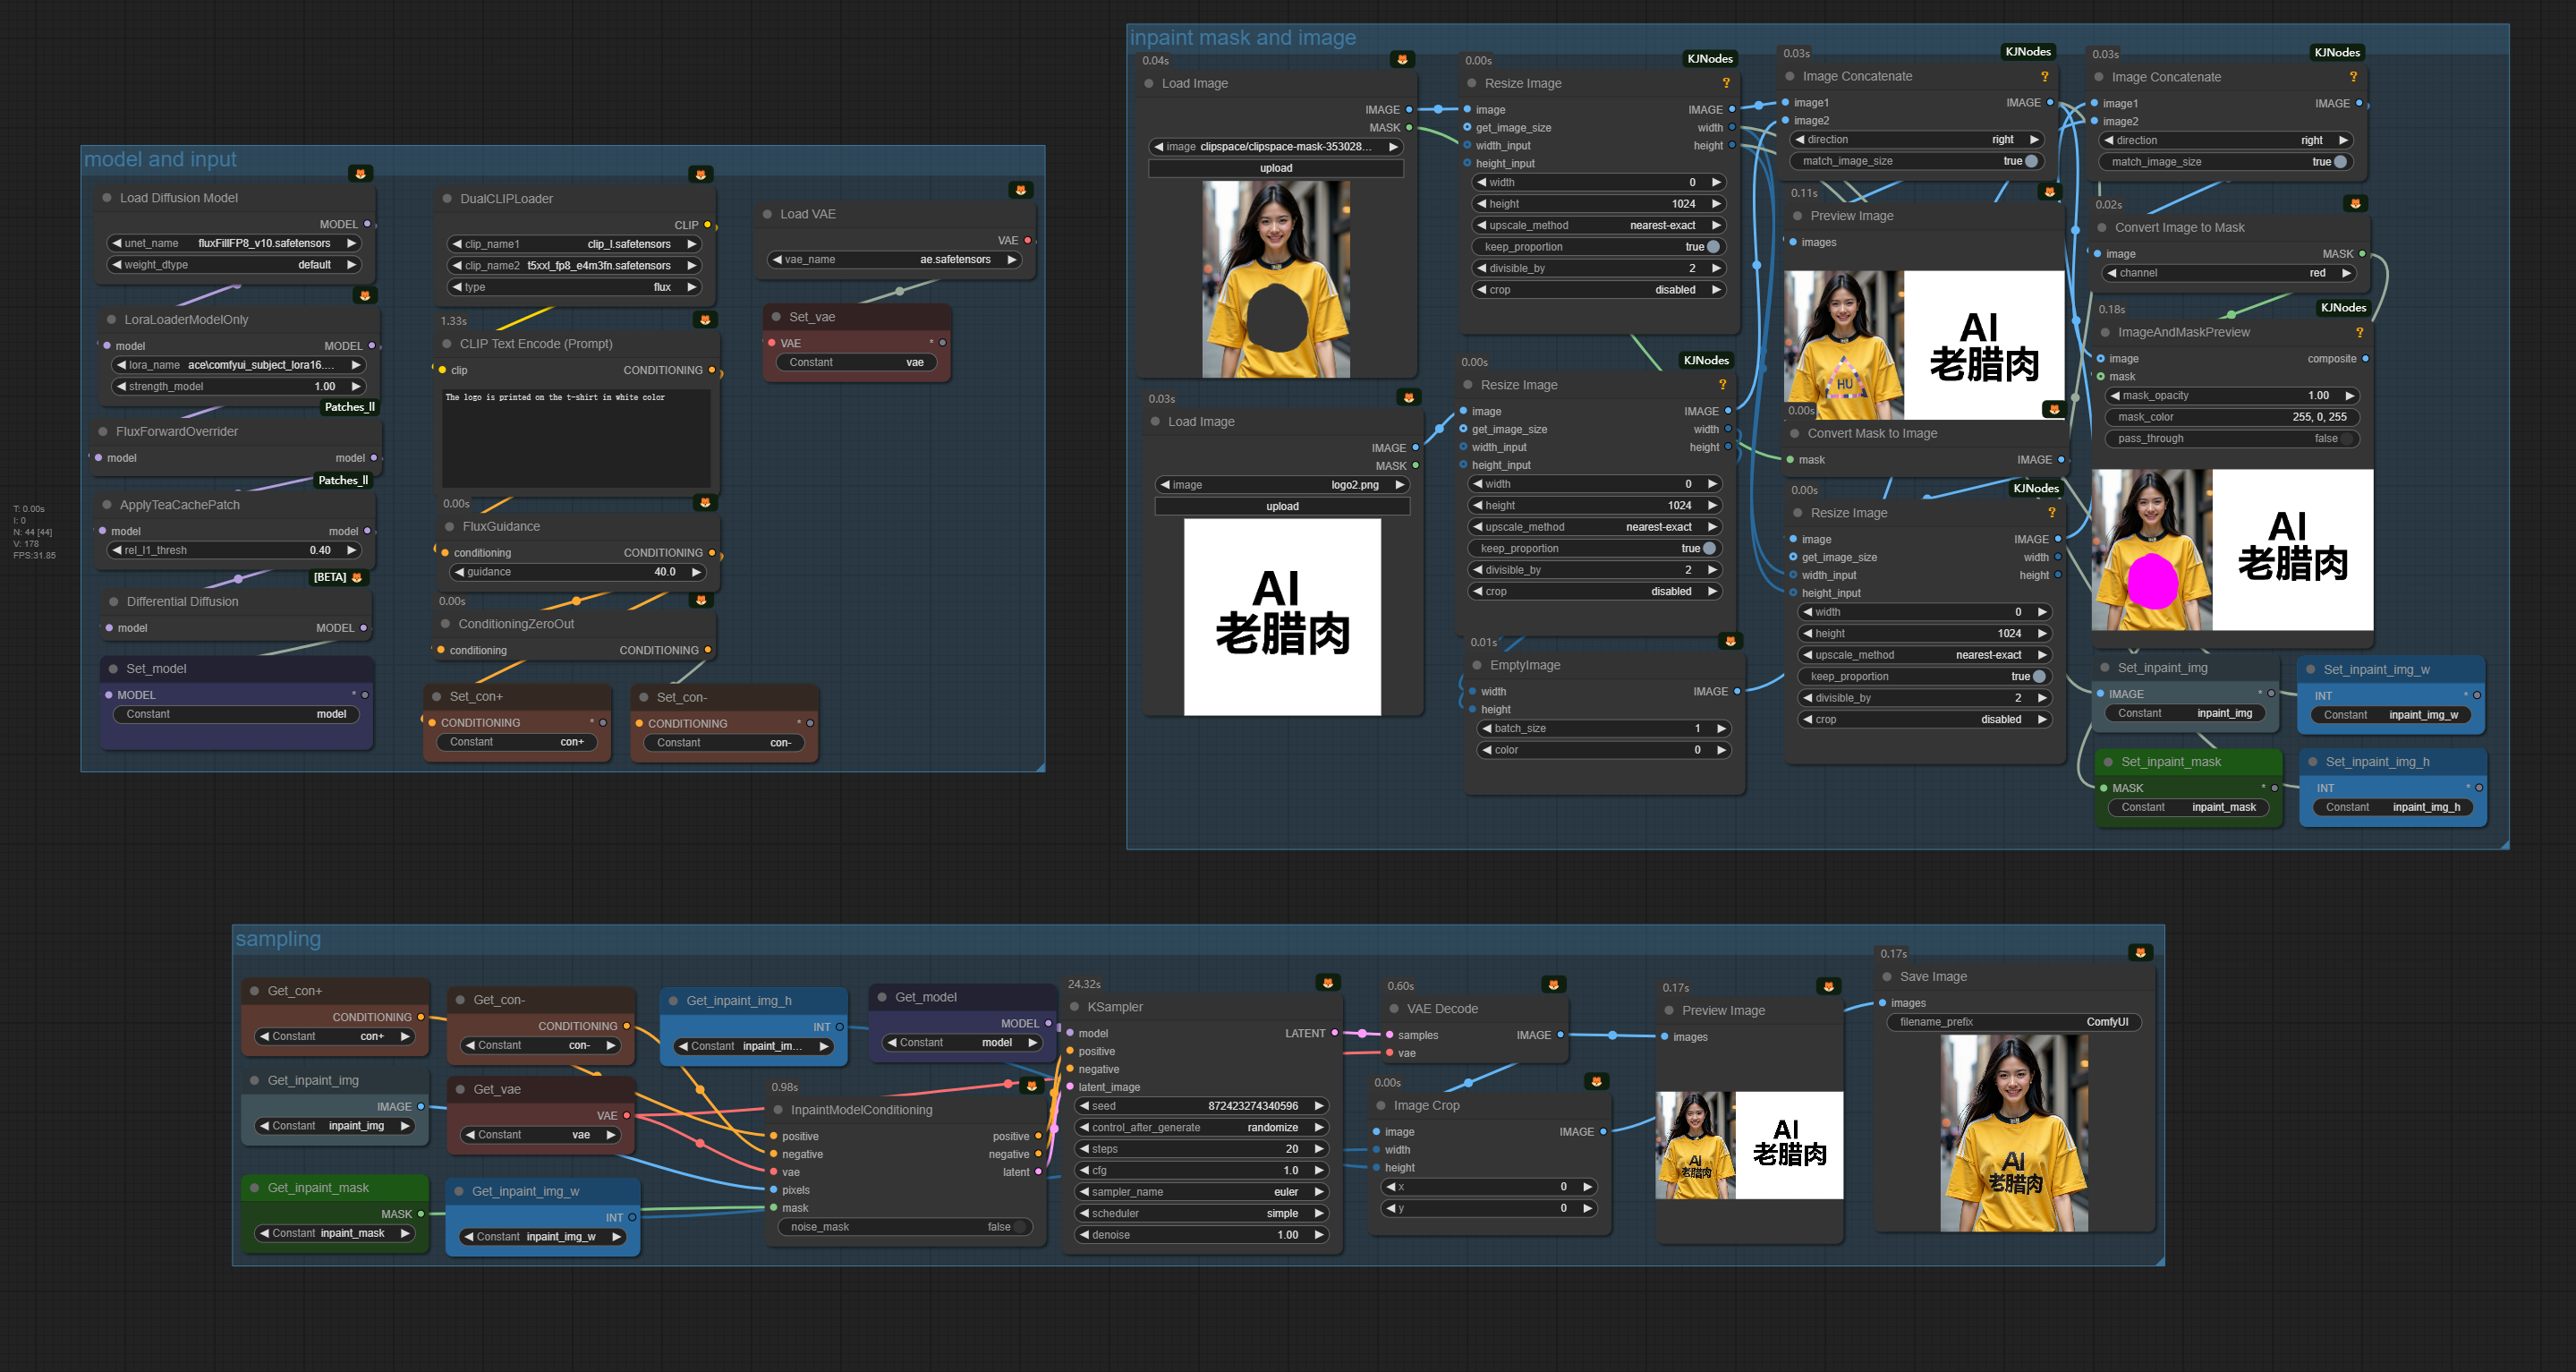 model and input
Load Diffusion Model
MODEL
unet_name fluxFillFP8_v10.safetensors
weight_dtype default
LoraLoaderModelOnly
model MODEL
lora_name ace\comfyui_subject_lora16....
strength_model 1.00
Patches_ll
FluxForwardOverrider
model model
Patches_ll
ApplyTeaCachePatch
model model
rel_l1_thresh 0.40
[BETA]
Differential Diffusion
model MODEL
Set_model
MODEL *
Constant model
DualCLIPLoader
CLIP
clip_name1 clip_l.safetensors
clip_name2 t5xxl_fp8_e4m3fn.safetensors
type flux
1.33s
CLIP Text Encode (Prompt)
clip CONDITIONING
The logo is printed on the t-shirt in white color
0.00s
FluxGuidance
conditioning CONDITIONING
guidance 40.0
0.00s
ConditioningZeroOut
conditioning CONDITIONING
Set_con+
CONDITIONING *
Constant con+
Set_con-
CONDITIONING *
Constant con-
Load VAE
VAE
vae_name ae.safetensors
Set_vae
VAE *
Constant vae
T: 0.00s
I: 0
N: 44 [44]
V: 178
FPS:31.85
inpaint mask and image
0.04s
Load Image
IMAGE
MASK
image clipspace/clipspace-mask-353028...
upload
0.03s
Load Image
IMAGE
MASK
image logo2.png
upload
AI
老腊肉
0.00s KJNodes
Resize Image ?
image IMAGE
get_image_size width
width_input height
height_input
width 0
height 1024
upscale_method nearest-exact
keep_proportion true
divisible_by 2
crop disabled
0.00s KJNodes
Resize Image ?
image IMAGE
get_image_size width
width_input height
height_input
width 0
height 1024
upscale_method nearest-exact
keep_proportion true
divisible_by 2
crop disabled
0.01s
EmptyImage
width IMAGE
height
batch_size 1
color 0
0.03s KJNodes
Image Concatenate ?
image1 IMAGE
image2
direction right
match_image_size true
0.11s
Preview Image
images
HU
AI
老腊肉
0.00s
Convert Mask to Image
mask IMAGE
0.00s KJNodes
Resize Image ?
image IMAGE
get_image_size width
width_input height
height_input
width 0
height 1024
upscale_method nearest-exact
keep_proportion true
divisible_by 2
crop disabled
0.03s KJNodes
Image Concatenate ?
image1 IMAGE
image2
direction right
match_image_size true
0.02s
Convert Image to Mask
image MASK
channel red
0.18s KJNodes
ImageAndMaskPreview ?
image composite
mask
mask_opacity 1.00
mask_color 255, 0, 255
pass_through false
AI
老腊肉
Set_inpaint_img
IMAGE *
Constant inpaint_img
Set_inpaint_img_w
INT *
Constant inpaint_img_w
Set_inpaint_mask
MASK *
Constant inpaint_mask
Set_inpaint_img_h
INT *
Constant inpaint_img_h
sampling
Get_con+
CONDITIONING
Constant con+
Get_inpaint_img
IMAGE
Constant inpaint_img
Get_inpaint_mask
MASK
Constant inpaint_mask
Get_con-
CONDITIONING
Constant con-
Get_vae
VAE
Constant vae
Get_inpaint_img_w
INT
Constant inpaint_img_w
Get_inpaint_img_h
INT
Constant inpaint_im...
Get_model
MODEL
Constant model
0.98s
InpaintModelConditioning
positive positive
negative negative
vae latent
pixels
mask
noise_mask false
24.32s
KSampler
model LATENT
positive
negative
latent_image
seed 872423274340596
control_after_generate randomize
steps 20
cfg 1.0
sampler_name euler
scheduler simple
denoise 1.00
0.60s
VAE Decode
samples IMAGE
vae
0.00s
Image Crop
image IMAGE
width
height
x 0
y 0
0.17s
Preview Image
images
AI
老腊肉
AI
老腊肉
0.17s
Save Image
images
filename_prefix ComfyUI
AI
老腊肉